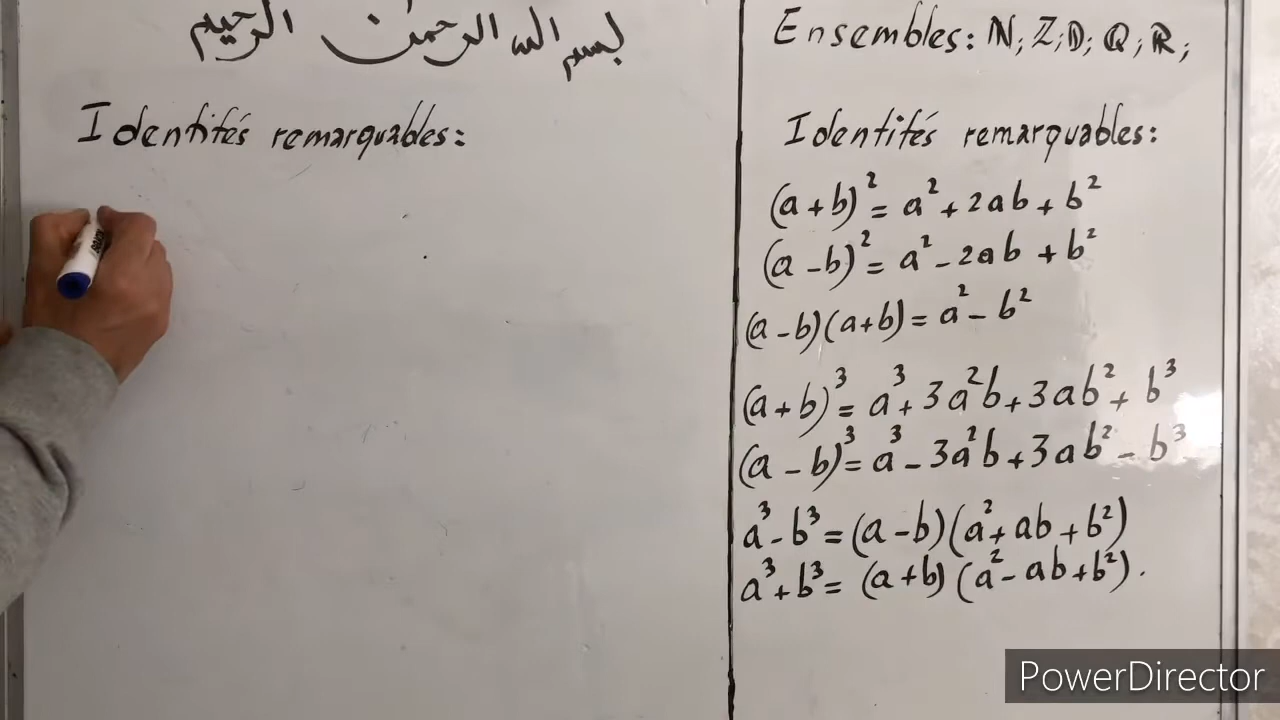 بسم الله الرحمن الرحيم
Identités remarquables:
Ensembles: ℕ; ℤ; 𝔻; ℚ; ℝ;
Identités remarquables:
(a+b)² = a² + 2ab + b²
(a-b)² = a² - 2ab + b²
(a-b)(a+b) = a² - b²
(a+b)³ = a³ + 3a²b + 3ab² + b³
(a-b)³ = a³ - 3a²b + 3ab² - b³
a³ - b³ = (a-b)(a² + ab + b²)
a³ + b³ = (a+b)(a² - ab + b²).
PowerDirector